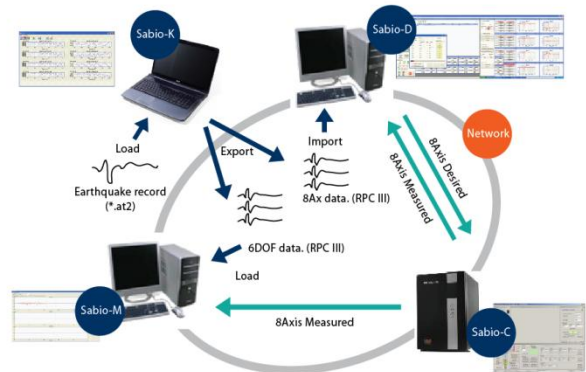 Sabio-K
Sabio-D
Network
Load
Export
Import
Earthquake record
(*.at2)
8Ax data. (RPC III)
8Axis Desired
8Axis Measured
6DOF data. (RPC III)
Load
Sabio-M
8Axis Measured
Sabio-C